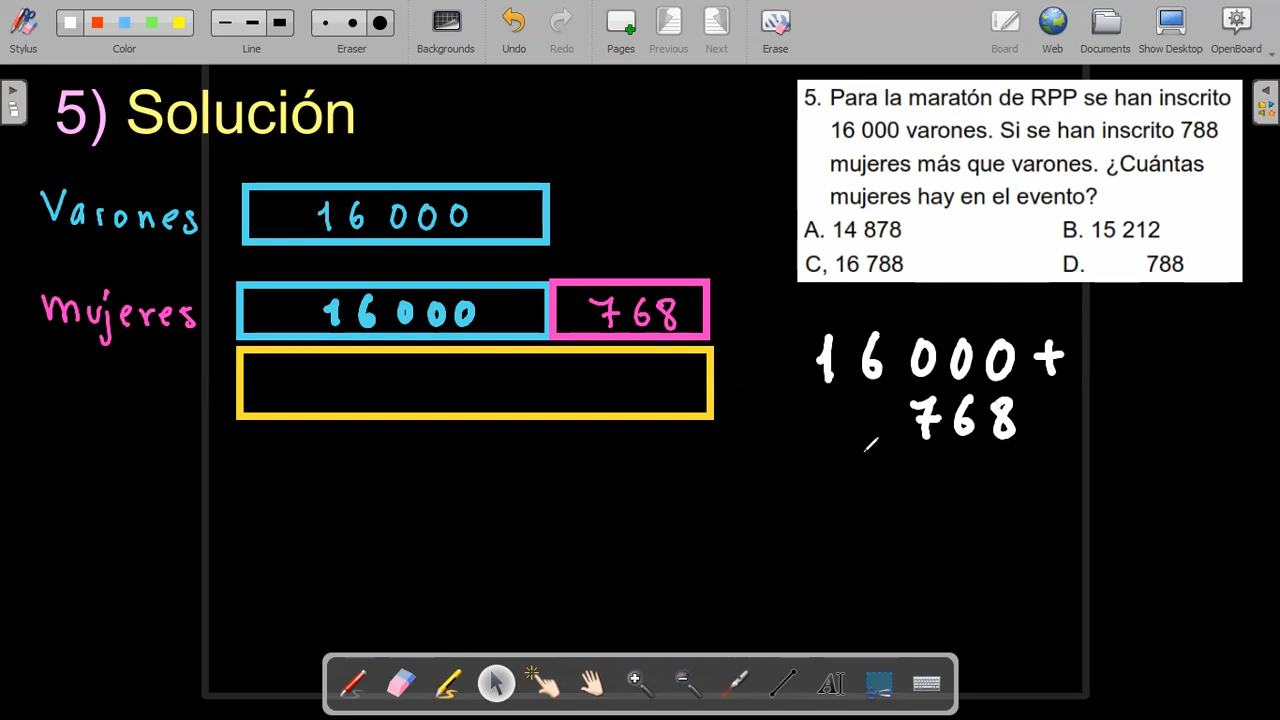 Stylus
Color
Line
Eraser
Backgrounds
Undo
Redo
Pages
Previous
Next
Erase
Board
Web
Documents
Show Desktop
OpenBoard
5) Solución
5. Para la maratón de RPP se han inscrito
16 000 varones. Si se han inscrito 788
mujeres más que varones. ¿Cuántas
mujeres hay en el evento?
A. 14 878 B. 15 212
C, 16 788 D. 788
Varones 16 000
Mujeres 16 000 768
16 000 +
768
AI